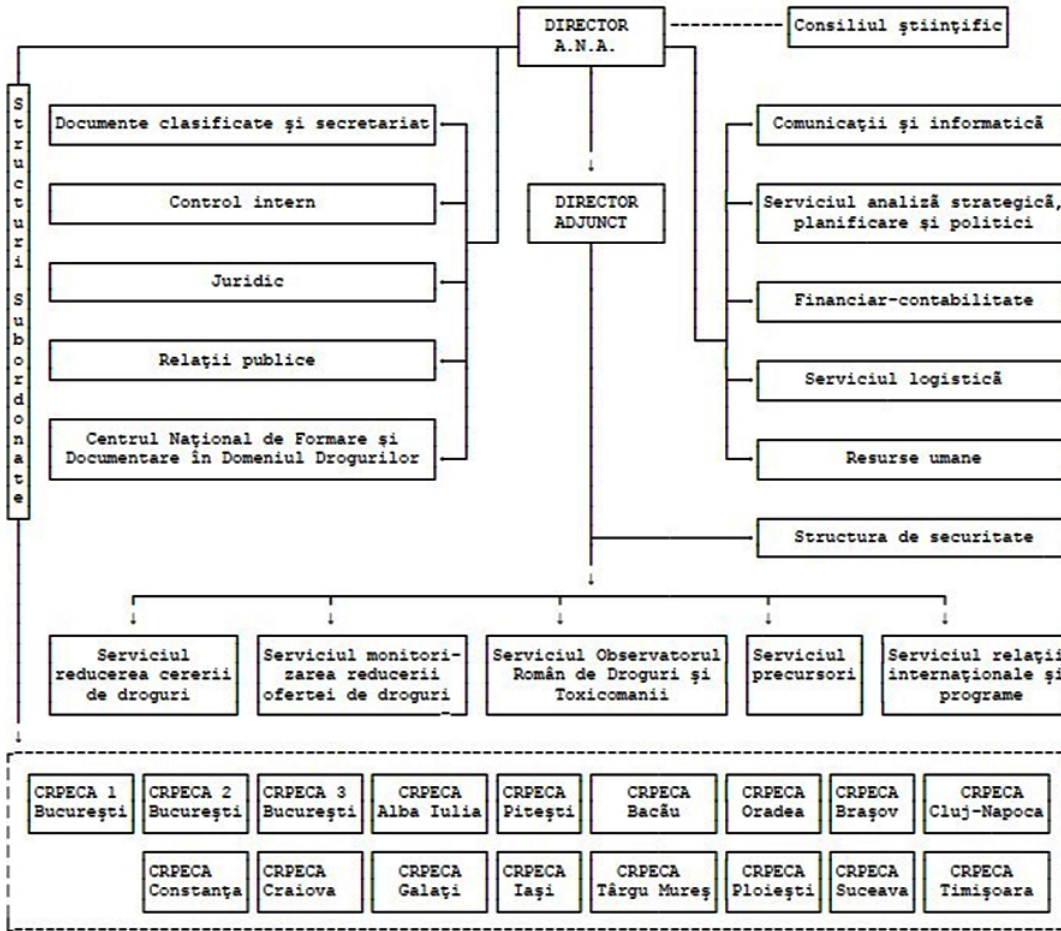 DIRECTOR
A.N.A.
Consiliul ştiinţific
Structuri Subordonate
Documente clasificate şi secretariat
Comunicaţii şi informatică
Control intern
DIRECTOR
ADJUNCT
Serviciul analiză strategică,
planificare şi politici
Juridic
Financiar-contabilitate
Relaţii publice
Serviciul logistică
Centrul Naţional de Formare şi
Documentare în Domeniul Drogurilor
Resurse umane
Structura de securitate
Serviciul
reducerea cererii
de droguri
Serviciul monitori-
zarea reducerii
ofertei de droguri
Serviciul Observatorul
Român de Droguri şi
Toxicomanii
Serviciul
precursori
Serviciul relaţii
internaţionale şi
programe
CRPECA 1
Bucureşti
CRPECA 2
Bucureşti
CRPECA 3
Bucureşti
CRPECA
Alba Iulia
CRPECA
Piteşti
CRPECA
Bacău
CRPECA
Oradea
CRPECA
Braşov
CRPECA
Cluj-Napoca
CRPECA
Constanţa
CRPECA
Craiova
CRPECA
Galaţi
CRPECA
Iaşi
CRPECA
Târgu Mureş
CRPECA
Ploieşti
CRPECA
Suceava
CRPECA
Timişoara